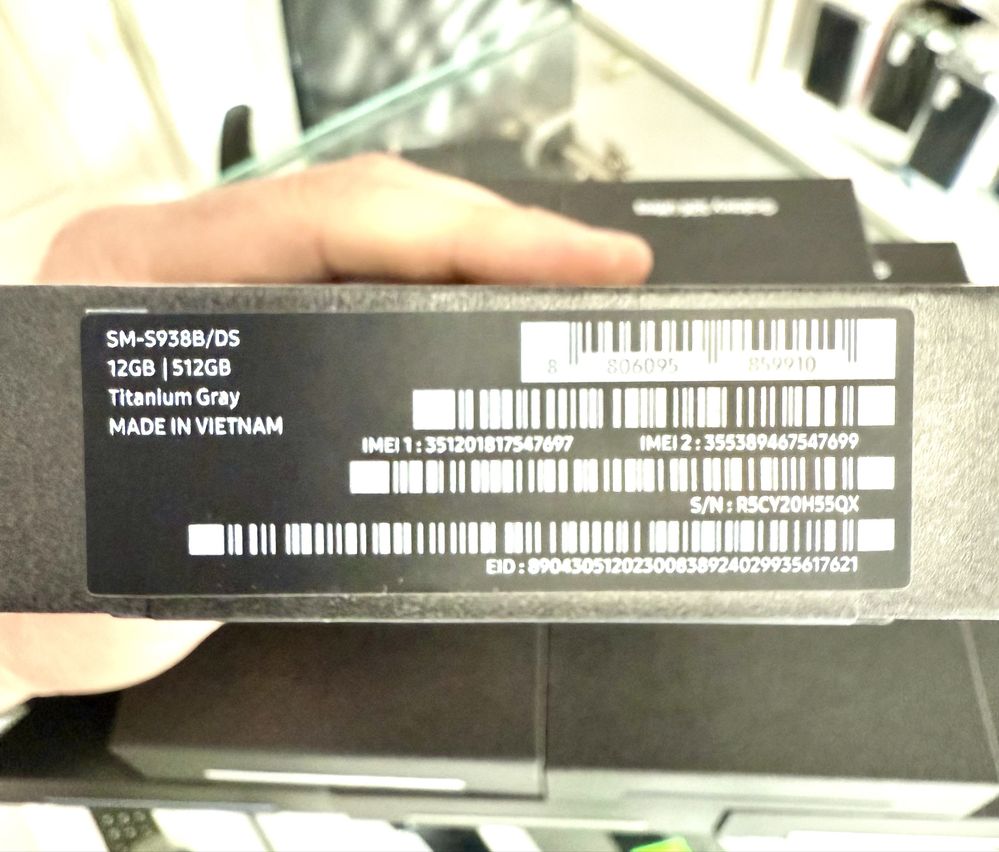 SM-S938B/DS
12GB | 512GB
Titanium Gray
MADE IN VIETNAM
8 806095 859910
IMEI 1 : 351201817547697 IMEI 2 : 355389467547699
S/N : R5CY20H55QX
EID : 89043051202300838924029935617621